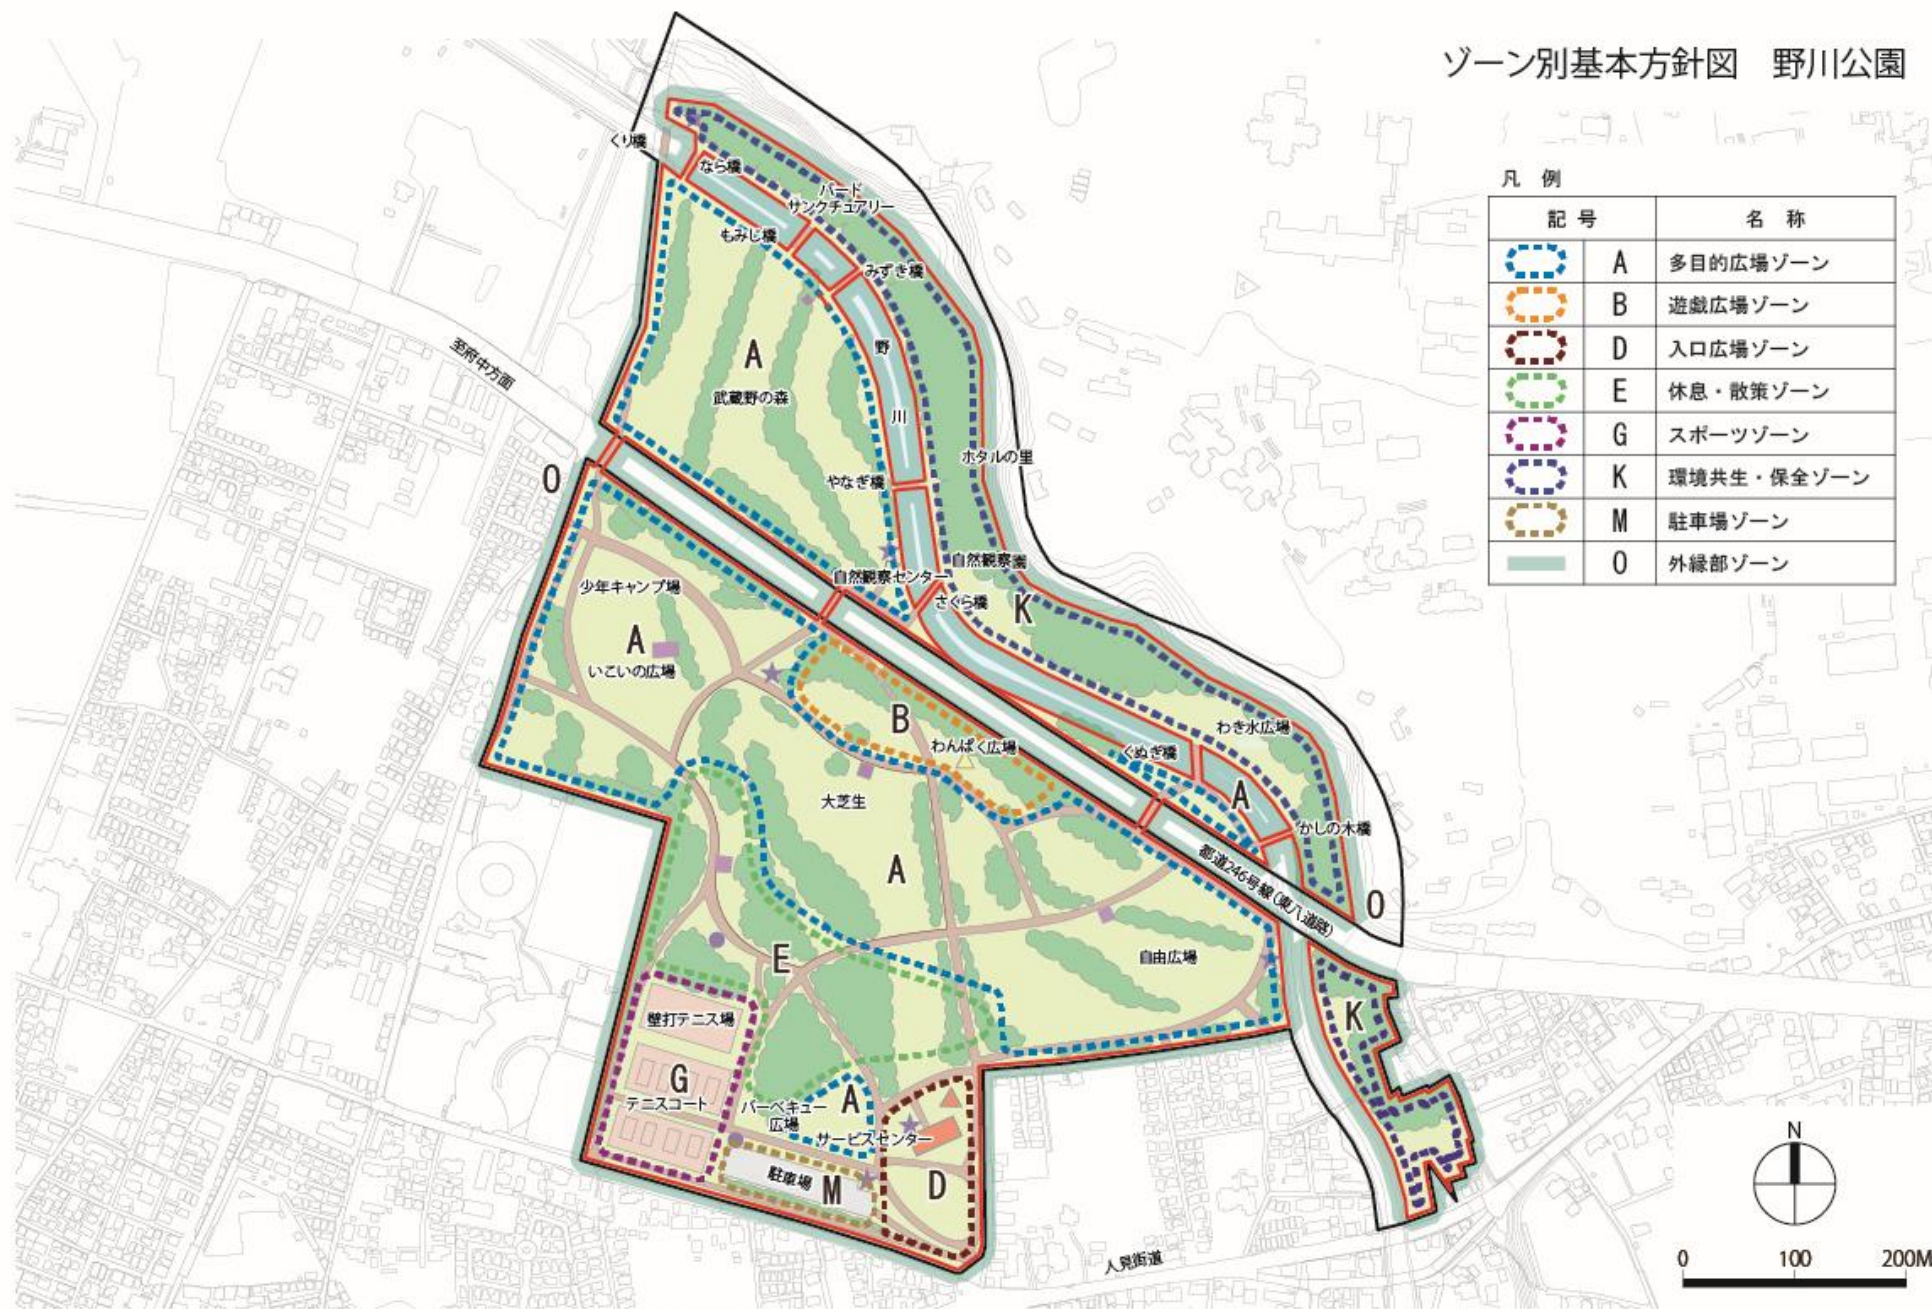 ゾーン別基本方針図　野川公園
凡　例
記 号　名　称
A　多目的広場ゾーン
B　遊戯広場ゾーン
D　入口広場ゾーン
E　休息・散策ゾーン
G　スポーツゾーン
K　環境共生・保全ゾーン
M　駐車場ゾーン
O　外縁部ゾーン
くり橋
なら橋
バード
サンクチュアリー
もみじ橋
みずき橋
野
川
A
武蔵野の森
至府中方面
O
やなぎ橋
ホタルの里
自然観察園
自然観察センター
さくら橋
K
少年キャンプ場
A
いこいの広場
B
わんぱく広場
わき水広場
くぬぎ橋
A
かしの木橋
大芝生
A
都道246号線(東八道路)
O
E
自由広場
K
壁打テニス場
G
テニスコート
バーベキュー
広場
A
サービスセンター
駐車場
M
D
人見街道
N
0　100　200M